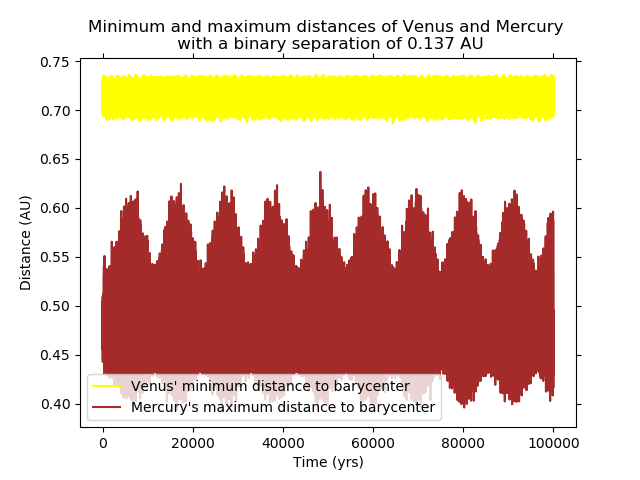 Minimum and maximum distances of Venus and Mercury
with a binary separation of 0.137 AU
0.75
0.70
0.65
0.60
0.55
0.50
0.45
0.40
Distance (AU)
Venus' minimum distance to barycenter
Mercury's maximum distance to barycenter
0 20000 40000 60000 80000 100000
Time (yrs)